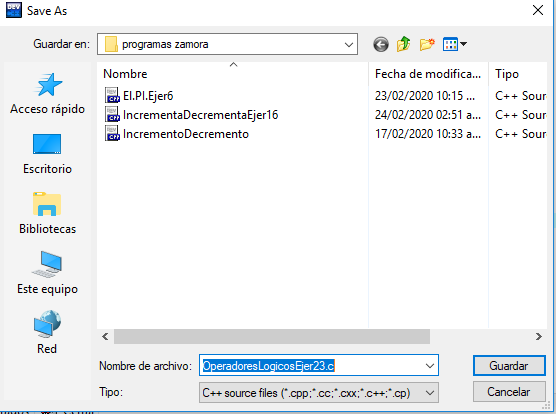 Save As
Guardar en: programas zamora
Nombre Fecha de modifica... Tipo
EI.PI.Ejer6 23/02/2020 10:15 ... C++ Sour
IncrementaDecrementaEjer16 24/02/2020 02:51 a... C++ Sour
IncrementoDecremento 17/02/2020 10:33 a... C++ Sour
Acceso rápido
Escritorio
Bibliotecas
Este equipo
Red
Nombre de archivo: OperadoresLogicosEjer23.c Guardar
Tipo: C++ source files (*.cpp;*.cc;*.cxx;*.c++;*.cp) Cancelar